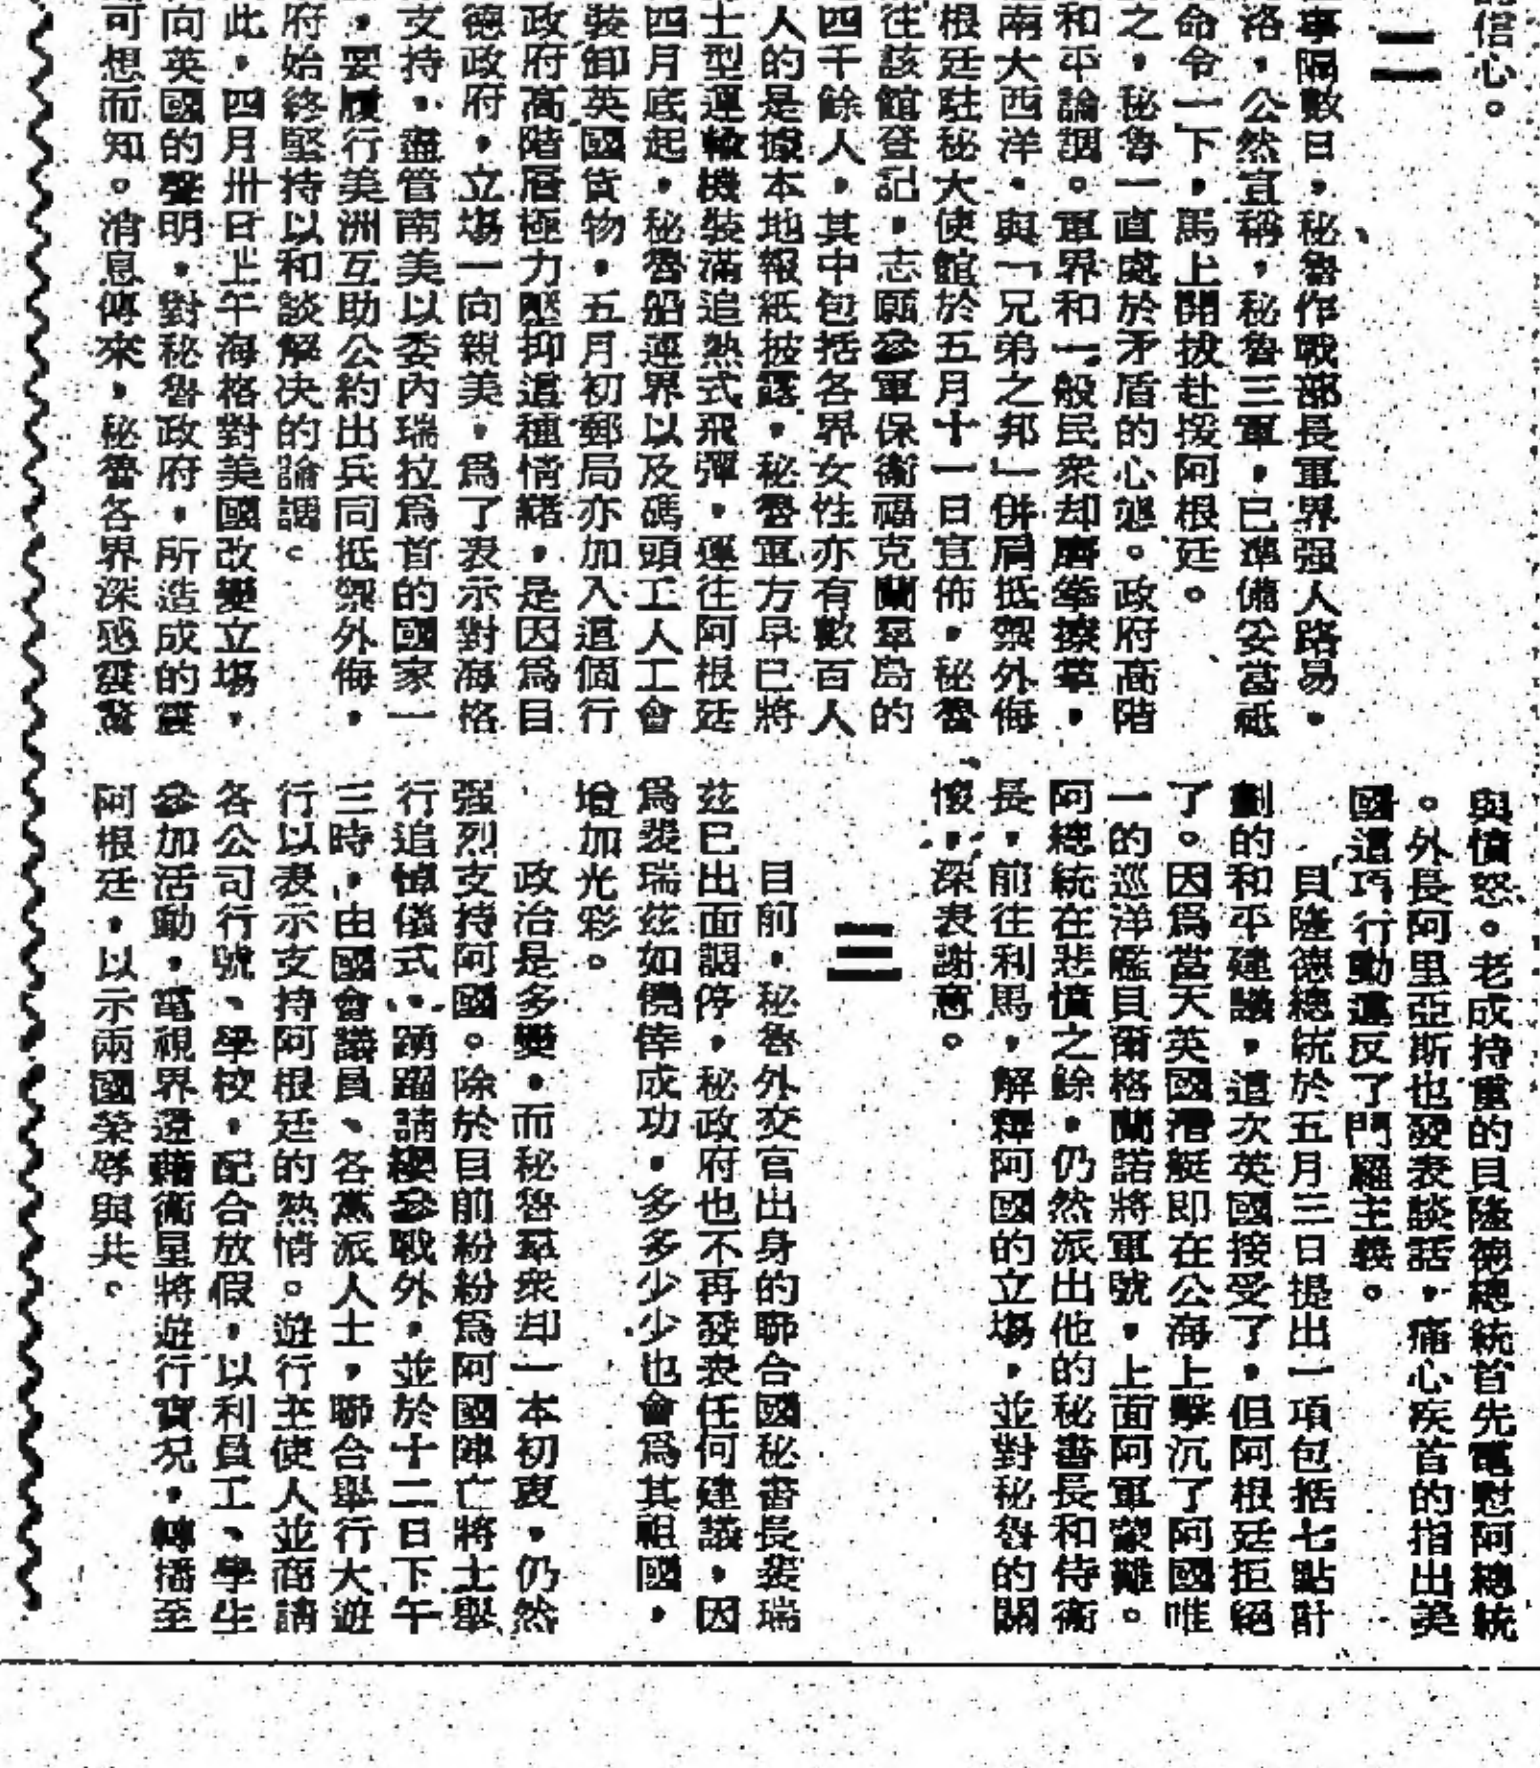 的信心。
二
事隔數日，秘魯作戰部長軍界强人路易．
洛，公然宣稱，秘魯三軍，已準備妥當祗
命令一下，馬上開拔赴援阿根廷。
之，秘魯一直處於矛盾的心態。政府高階
和平論調。軍界和一般民衆却磨拳擦掌，
兩大西洋，與「兄弟之邦」併肩抵禦外侮
根廷駐秘大使館於五月十一日宣佈，秘魯
往該館登記，志願參軍保衛福克蘭羣島的
四千餘人，其中包括各界女性亦有數百人
人的是據本地報紙披露，秘魯軍方早已將
士型運輸機裝滿追熱式飛彈，運往阿根廷
四月底起，秘魯船運界以及碼頭工人工會
裝卸英國貨物，五月初郵局亦加入這個行
政府高階層極力壓抑這種情緒，是因爲目
德政府，立場一向親美，爲了表示對海格
支持，盡管南美以委內瑞拉爲首的國家一
，要履行美洲互助公約出兵同抵禦外侮，
府始終堅持以和談解决的論調。
此，四月卅日上午海格對美國改變立場，
向英國的聲明，對秘魯政府，所造成的震
可想而知。消息傳來，秘魯各界深感震驚
與憤怒。老成持重的貝隆德總統首先電慰阿總統
。外長阿里亞斯也發表談話，痛心疾首的指出美
國這項行動違反了門羅主義。
貝隆德總統於五月三日提出一項包括七點計
劃的和平建議，這次英國接受了，但阿根廷拒絕
了。因爲當天英國潛艇即在公海上擊沉了阿國唯
一的巡洋艦貝爾格蘭諾將軍號，上面阿軍蒙難。
阿總統在悲憤之餘，仍然派出他的秘書長和侍衛
長，前往利馬，解釋阿國的立場，並對秘魯的關
懷，深表謝意。
三
目前，秘魯外交官出身的聯合國秘書長裴瑞
茲已出面調停，秘政府也不再發表任何建議，因
爲裴瑞茲如僥倖成功，多多少少也會爲其祖國，
增加光彩。
政治是多變，而秘魯羣衆却一本初衷，仍然
强烈支持阿國。除於目前紛紛爲阿國陣亡將士舉
行追悼儀式，踴躍請纓參戰外，並於十二日下午
三時，由國會議員、各黨派人士，聯合舉行大遊
行以表示支持阿根廷的熱情。遊行主使人並商請
各公司行號、學校，配合放假，以利員工、學生
參加活動，電視界還藉衛星將遊行實况，轉播至
阿根廷，以示兩國榮辱與共。